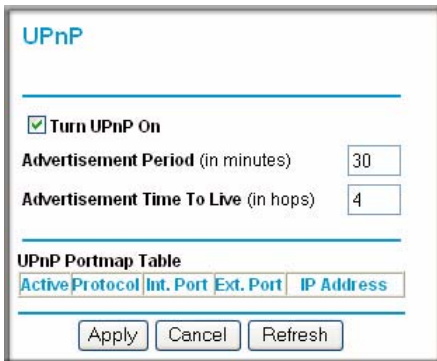 UPnP
Turn UPnP On
Advertisement Period (in minutes) 30
Advertisement Time To Live (in hops) 4
UPnP Portmap Table
Active Protocol Int. Port Ext. Port IP Address
Apply Cancel Refresh